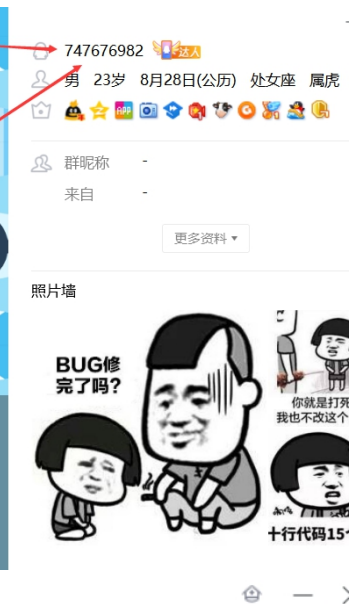 747676982 达人
男 23岁 8月28日(公历) 处女座 属虎
APP
群昵称 -
来自 -
更多资料
照片墙
BUG修
完了吗?
你就是打死
我也不改这个
十行代码15个